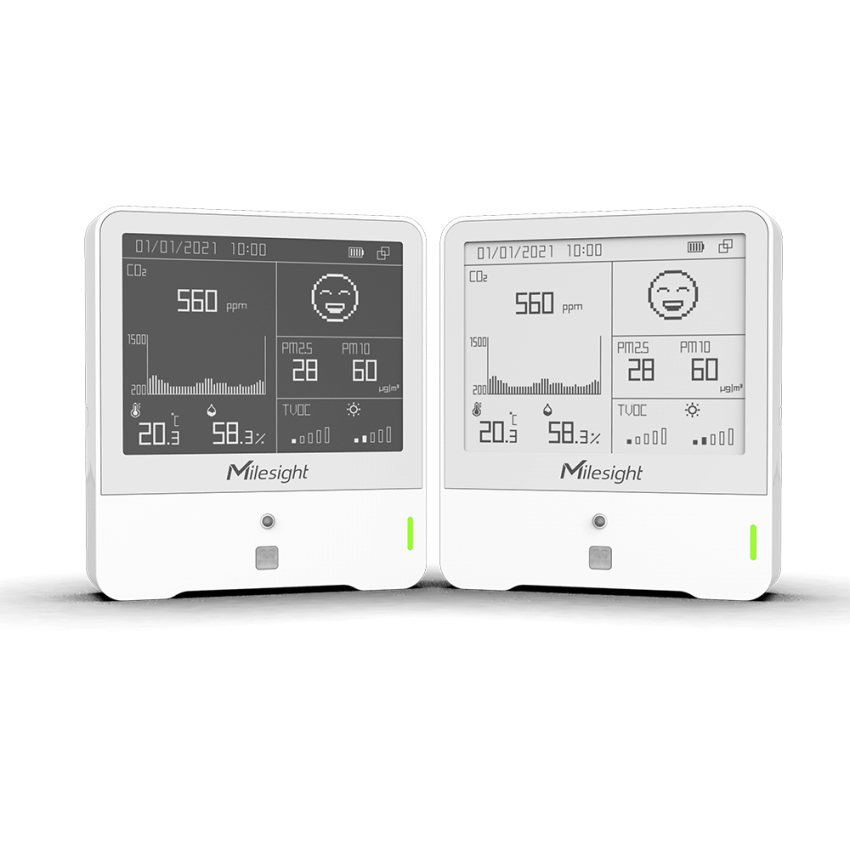 01/01/2021 10:00
CO₂
560 ppm
1500
200
20.3 °C
58.3%
PM2.5
28
PM10
60
µg/m³
TVOC
Milesight
01/01/2021 10:00
CO₂
560 ppm
1500
200
20.3 °C
58.3%
PM2.5
28
PM10
60
µg/m³
TVOC
Milesight